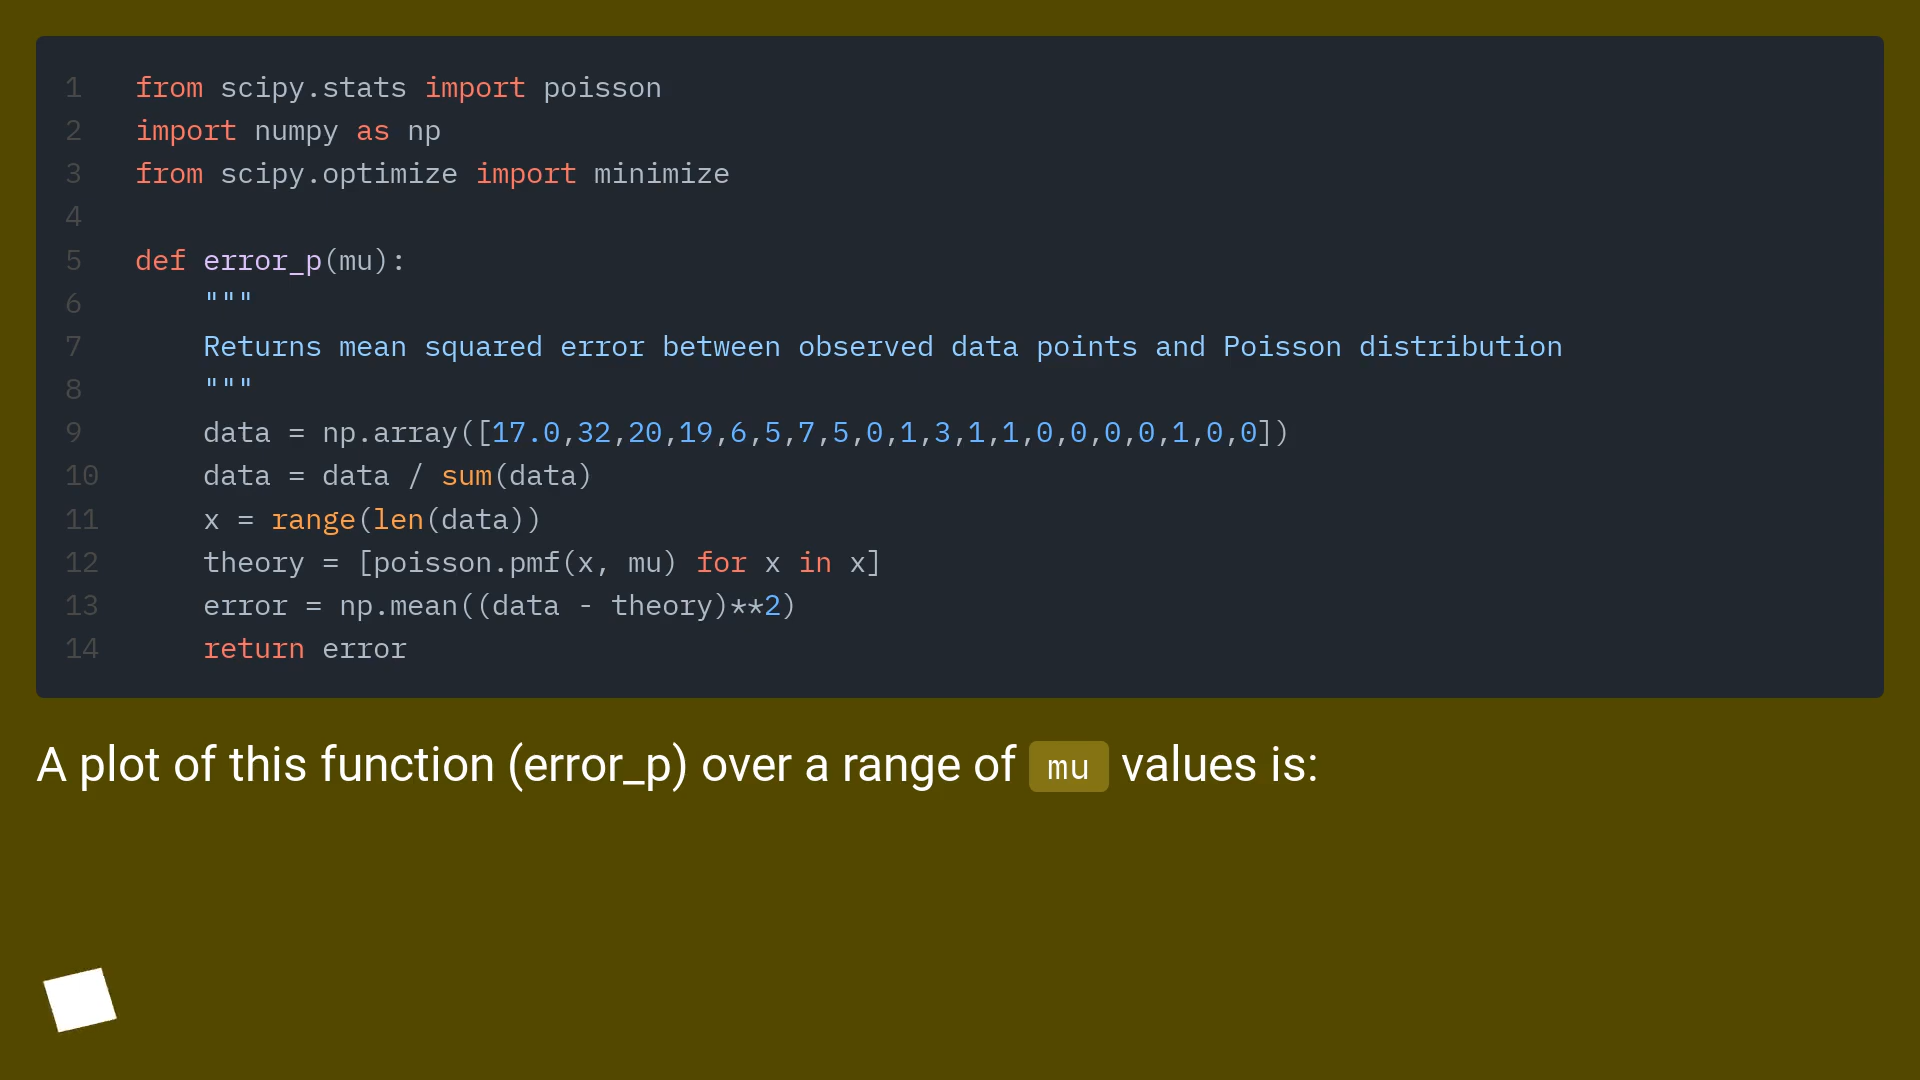 1 from scipy.stats import poisson
2 import numpy as np
3 from scipy.optimize import minimize
4
5 def error_p(mu):
6     """
7     Returns mean squared error between observed data points and Poisson distribution
8     """
9     data = np.array([17.0,32,20,19,6,5,7,5,0,1,3,1,1,0,0,0,0,1,0,0])
10     data = data / sum(data)
11     x = range(len(data))
12     theory = [poisson.pmf(x, mu) for x in x]
13     error = np.mean((data - theory)**2)
14     return error
A plot of this function (error_p) over a range of mu values is: